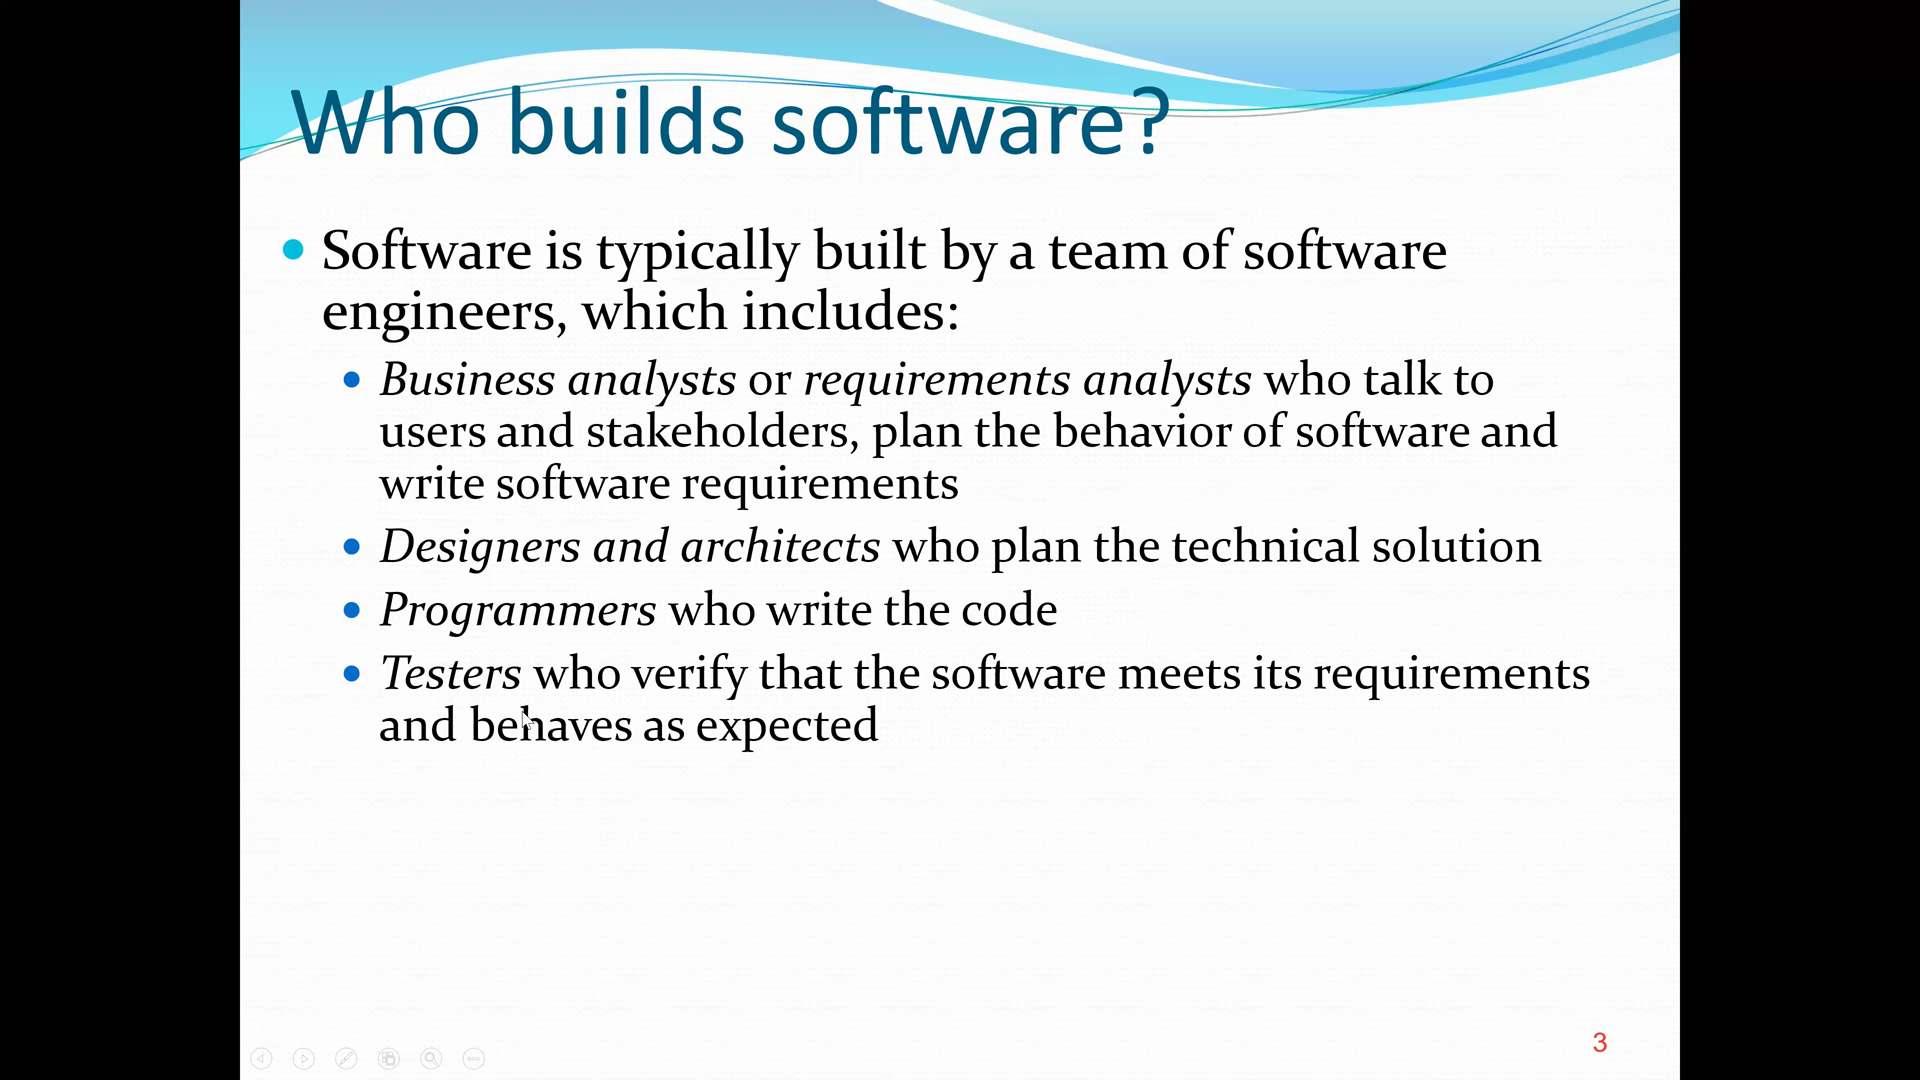 Who builds software?
Software is typically built by a team of software
engineers, which includes:
Business analysts or requirements analysts who talk to
users and stakeholders, plan the behavior of software and
write software requirements
Designers and architects who plan the technical solution
Programmers who write the code
Testers who verify that the software meets its requirements
and behaves as expected
3